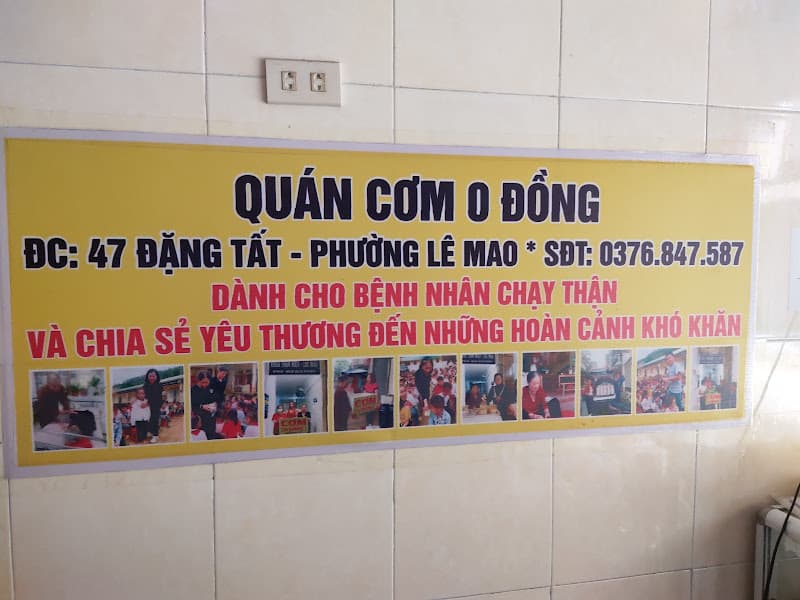 QUÁN CƠM 0 ĐỒNG
ĐC: 47 ĐẶNG TẤT - PHƯỜNG LÊ MAO * SĐT: 0376.847.587
DÀNH CHO BỆNH NHÂN CHẠY THẬN
VÀ CHIA SẺ YÊU THƯƠNG ĐẾN NHỮNG HOÀN CẢNH KHÓ KHĂN
CƠM